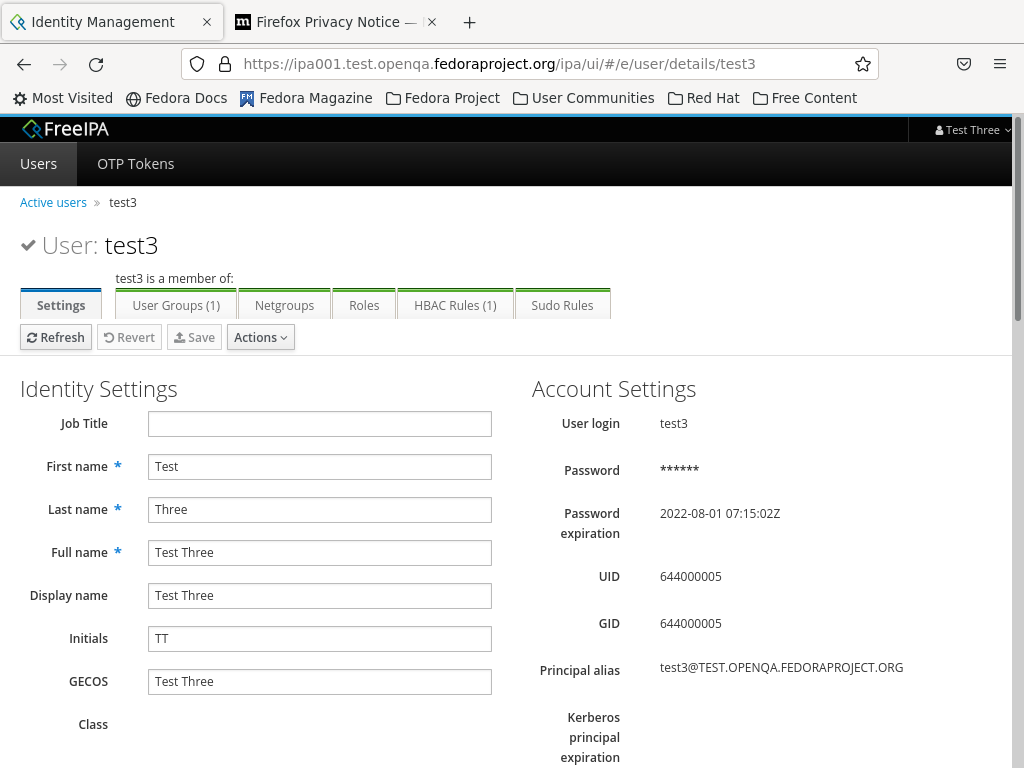 Identity Management
Firefox Privacy Notice —
https://ipa001.test.openqa.fedoraproject.org/ipa/ui/#/e/user/details/test3
Most Visited Fedora Docs Fedora Magazine Fedora Project User Communities Red Hat Free Content
FreeIPA Test Three
Users OTP Tokens
Active users » test3
User: test3
test3 is a member of:
Settings User Groups (1) Netgroups Roles HBAC Rules (1) Sudo Rules
Refresh Revert Save Actions
Identity Settings
Job Title
First name * Test
Last name * Three
Full name * Test Three
Display name Test Three
Initials TT
GECOS Test Three
Class
Account Settings
User login test3
Password ******
Password expiration 2022-08-01 07:15:02Z
UID 644000005
GID 644000005
Principal alias test3@TEST.OPENQA.FEDORAPROJECT.ORG
Kerberos
principal
expiration